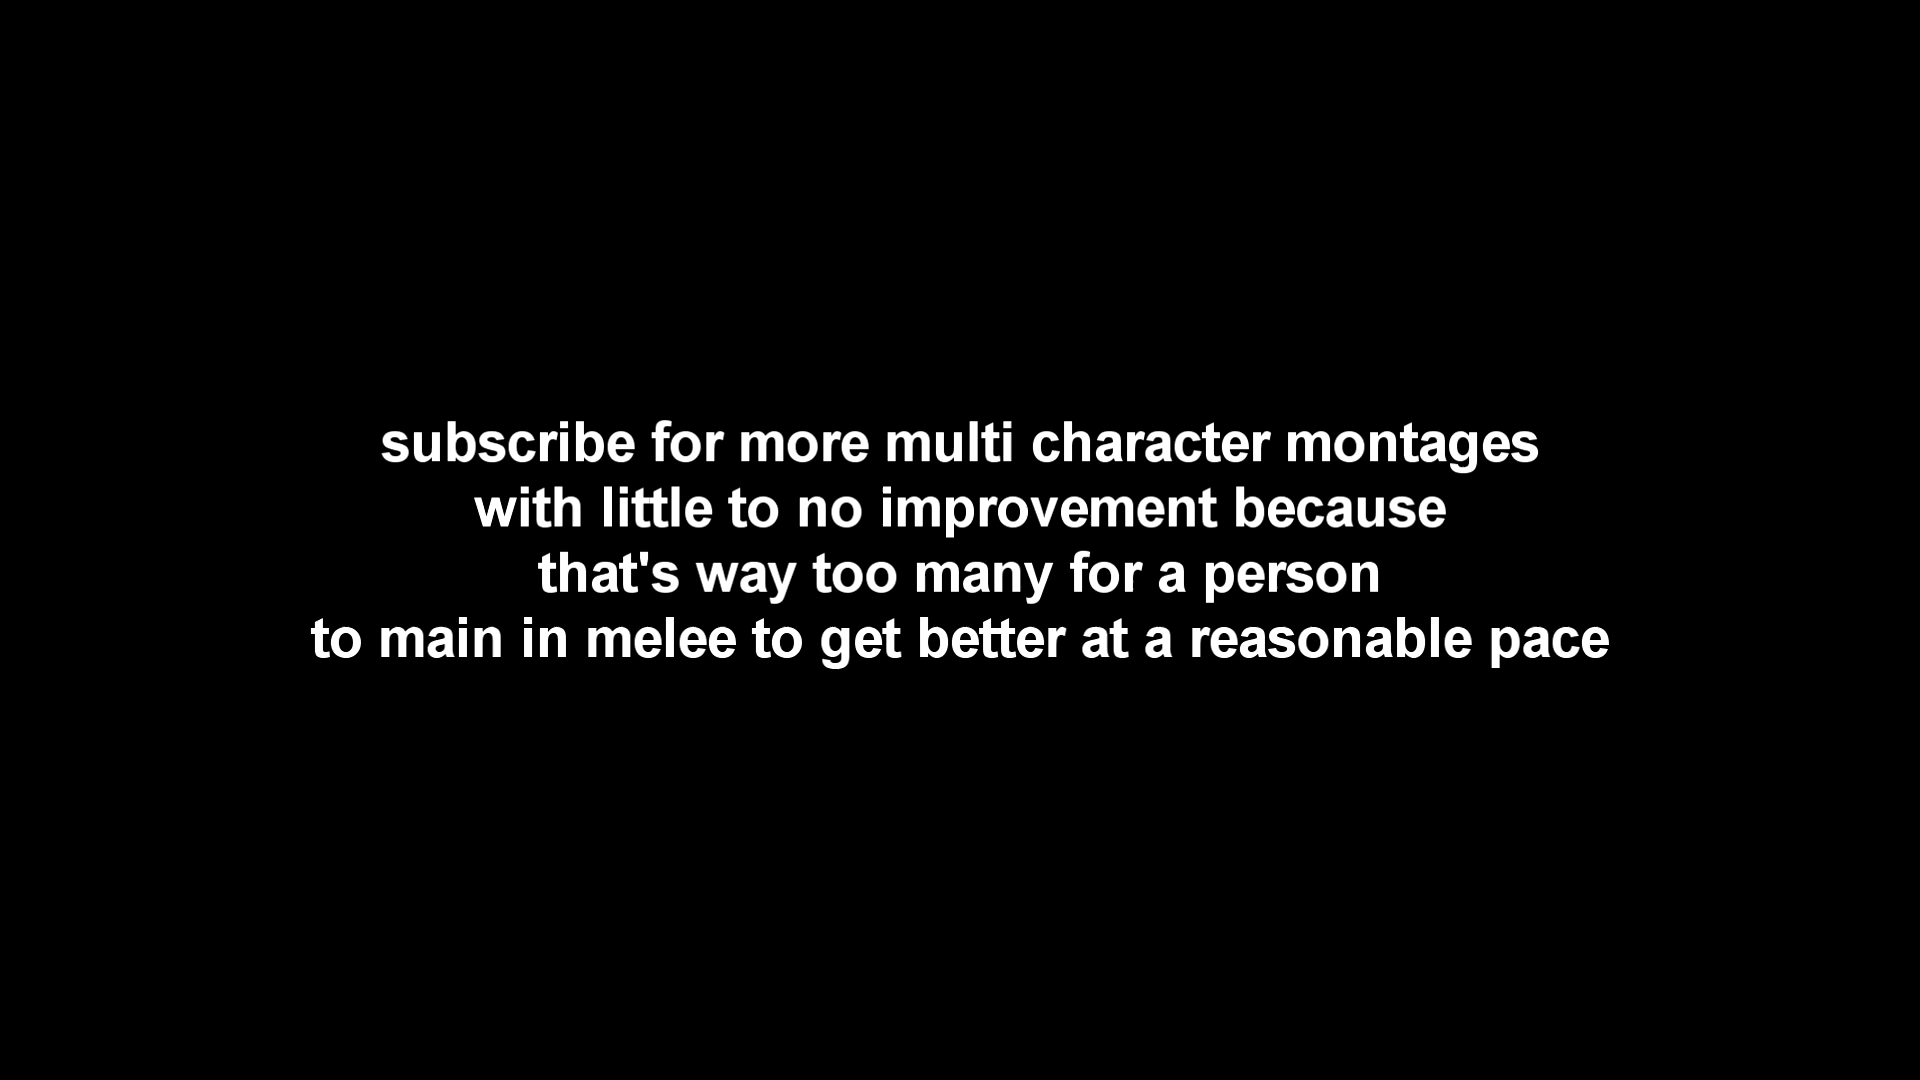 subscribe for more multi character montages
with little to no improvement because
that's way too many for a person
to main in melee to get better at a reasonable pace